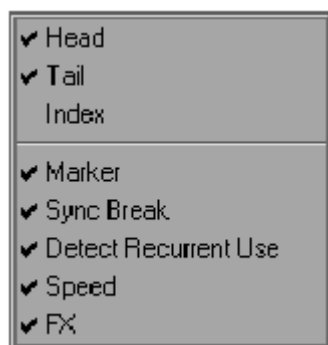 Head
Tail
Index
Marker
Sync Break
Detect Recurrent Use
Speed
FX